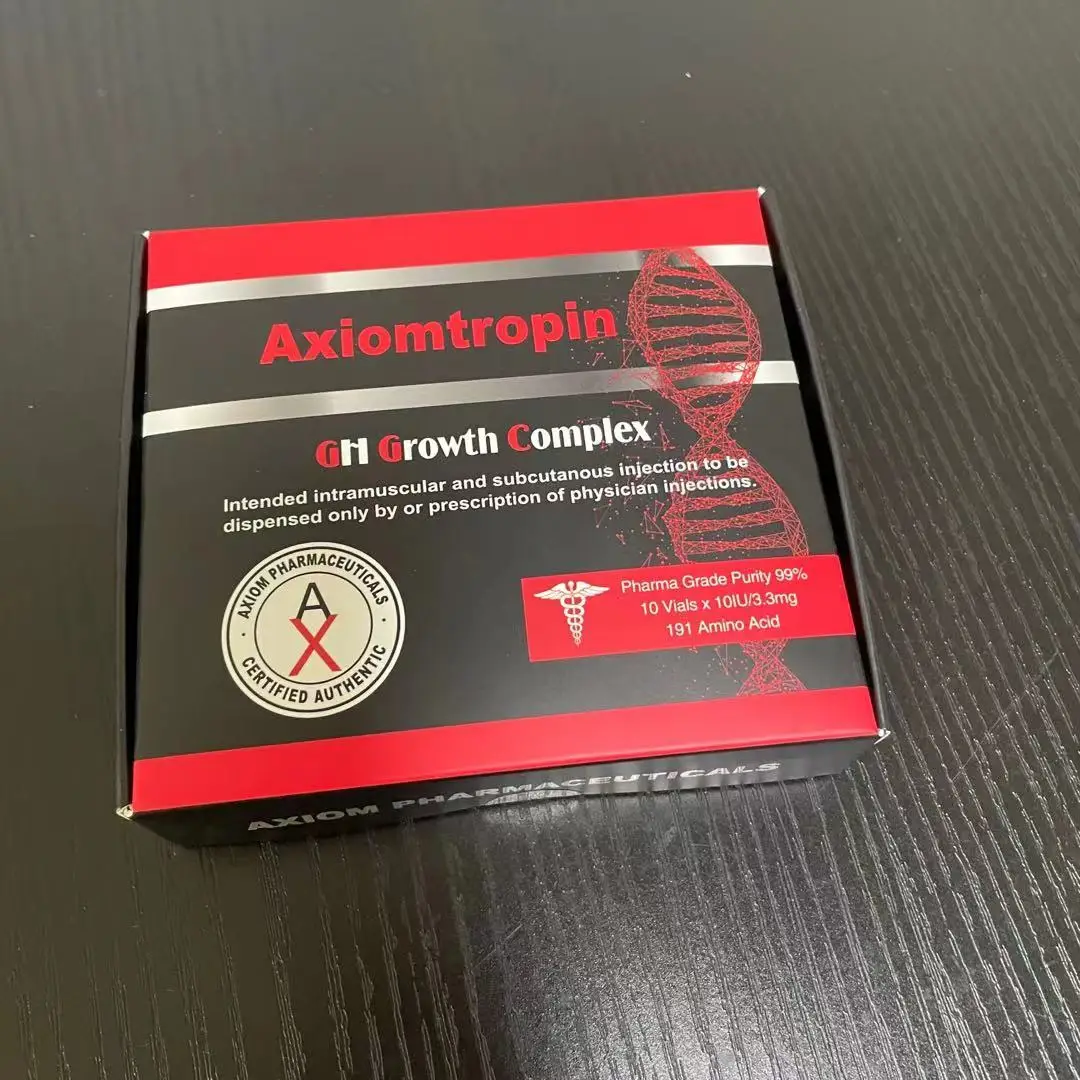 Axiomtropin
GH Growth Complex
Intended intramuscular and subcutanous injection to be
dispensed only by or prescription of physician injections.
AXIOM PHARMACEUTICALS
AX
CERTIFIED AUTHENTIC
Pharma Grade Purity 99%
10 Vials x 10IU/3.3mg
191 Amino Acid
AXIOM PHARMACEUTICALS